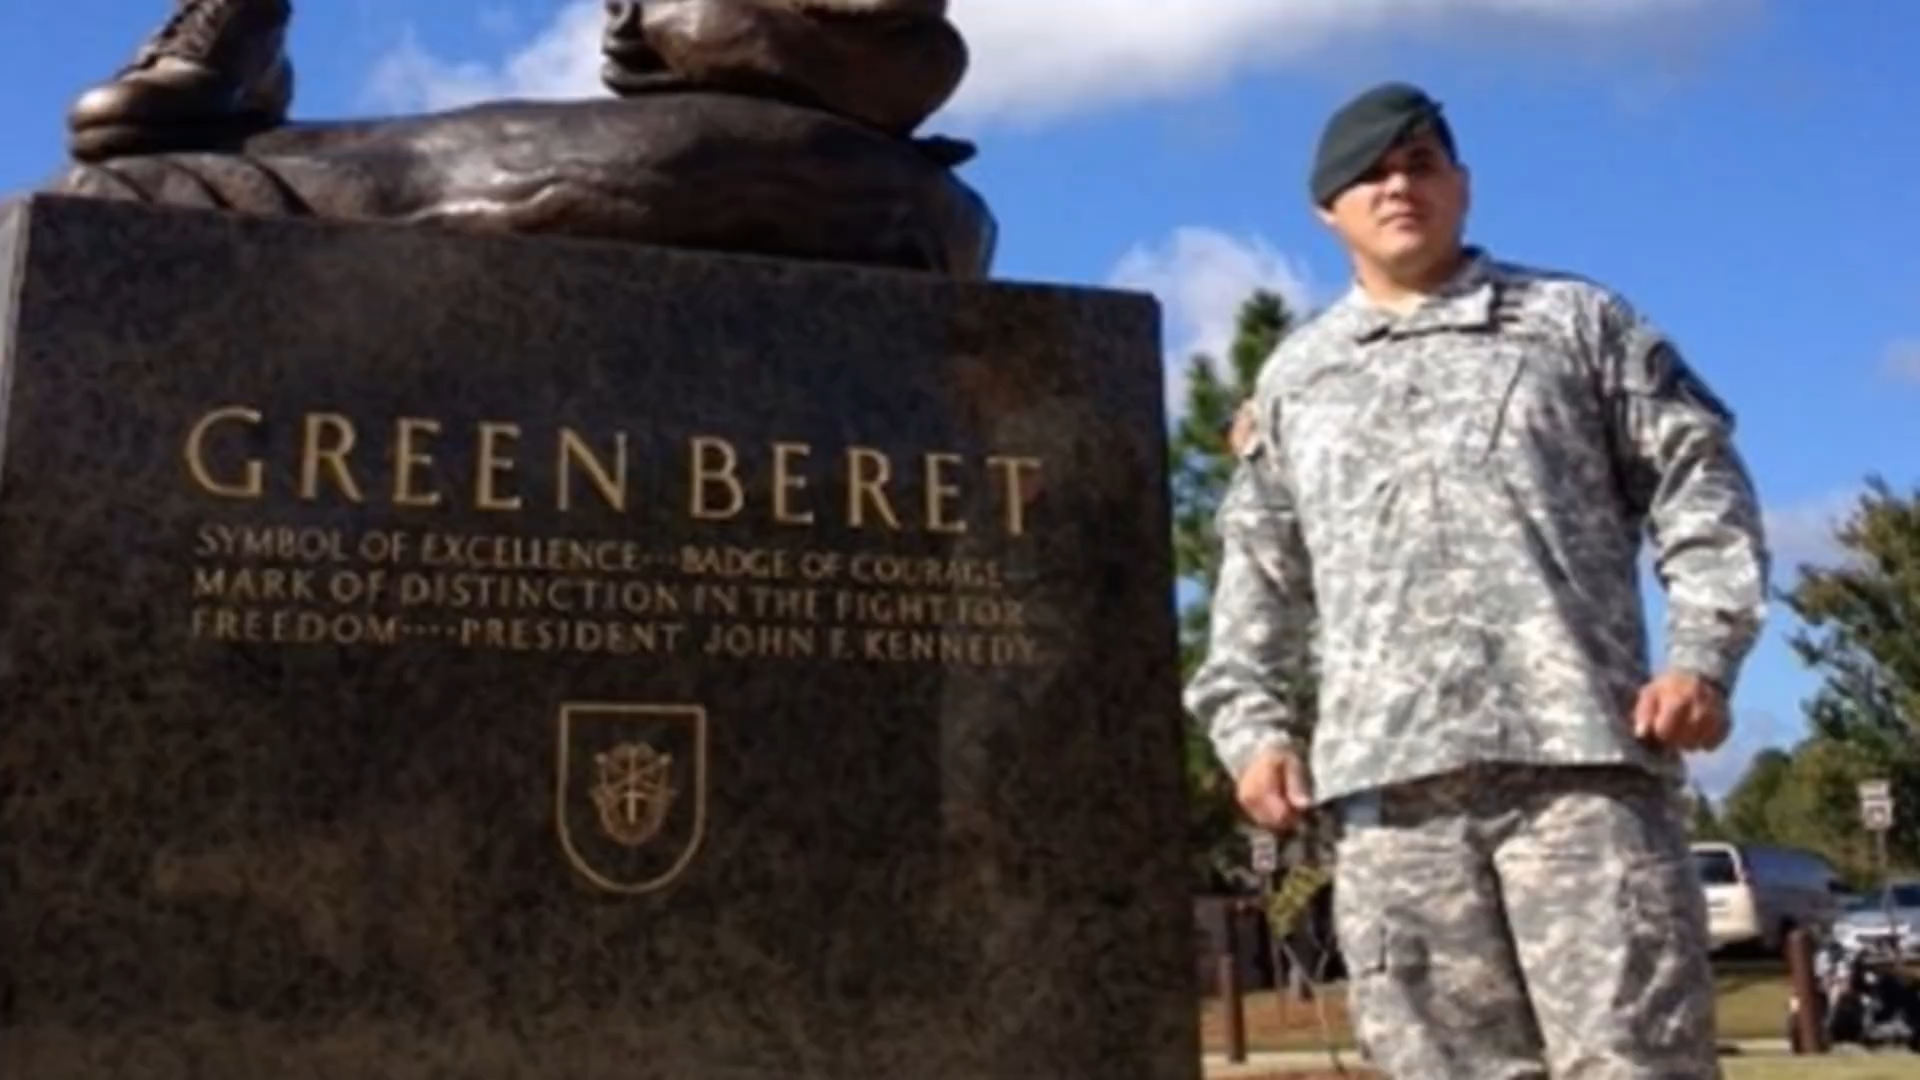 GREEN BERET
SYMBOL OF EXCELLENCE---BADGE OF COURAGE---
MARK OF DISTINCTION IN THE FIGHT FOR
FREEDOM----PRESIDENT JOHN F. KENNEDY